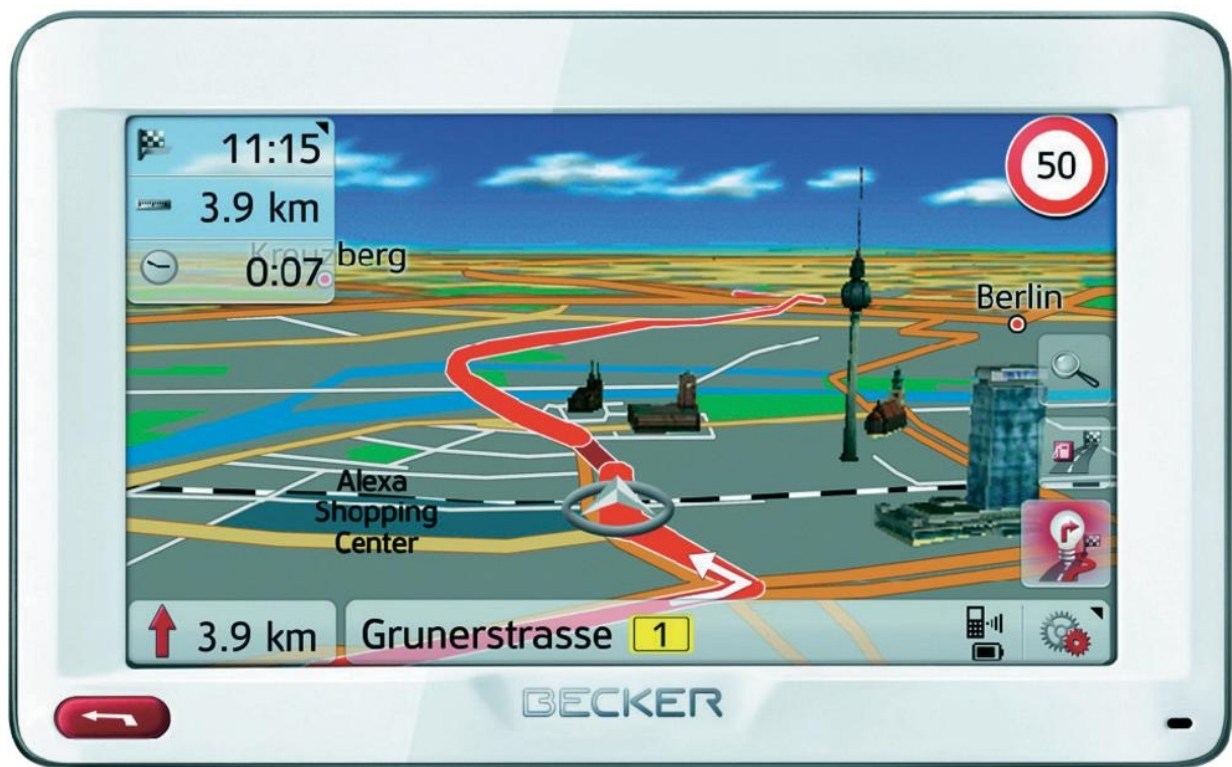 11:15
50
3.9 km
0:07
Kreuzberg
Berlin
Alexa
Shopping
Center
3.9 km
Grunerstrasse 1
BECKER